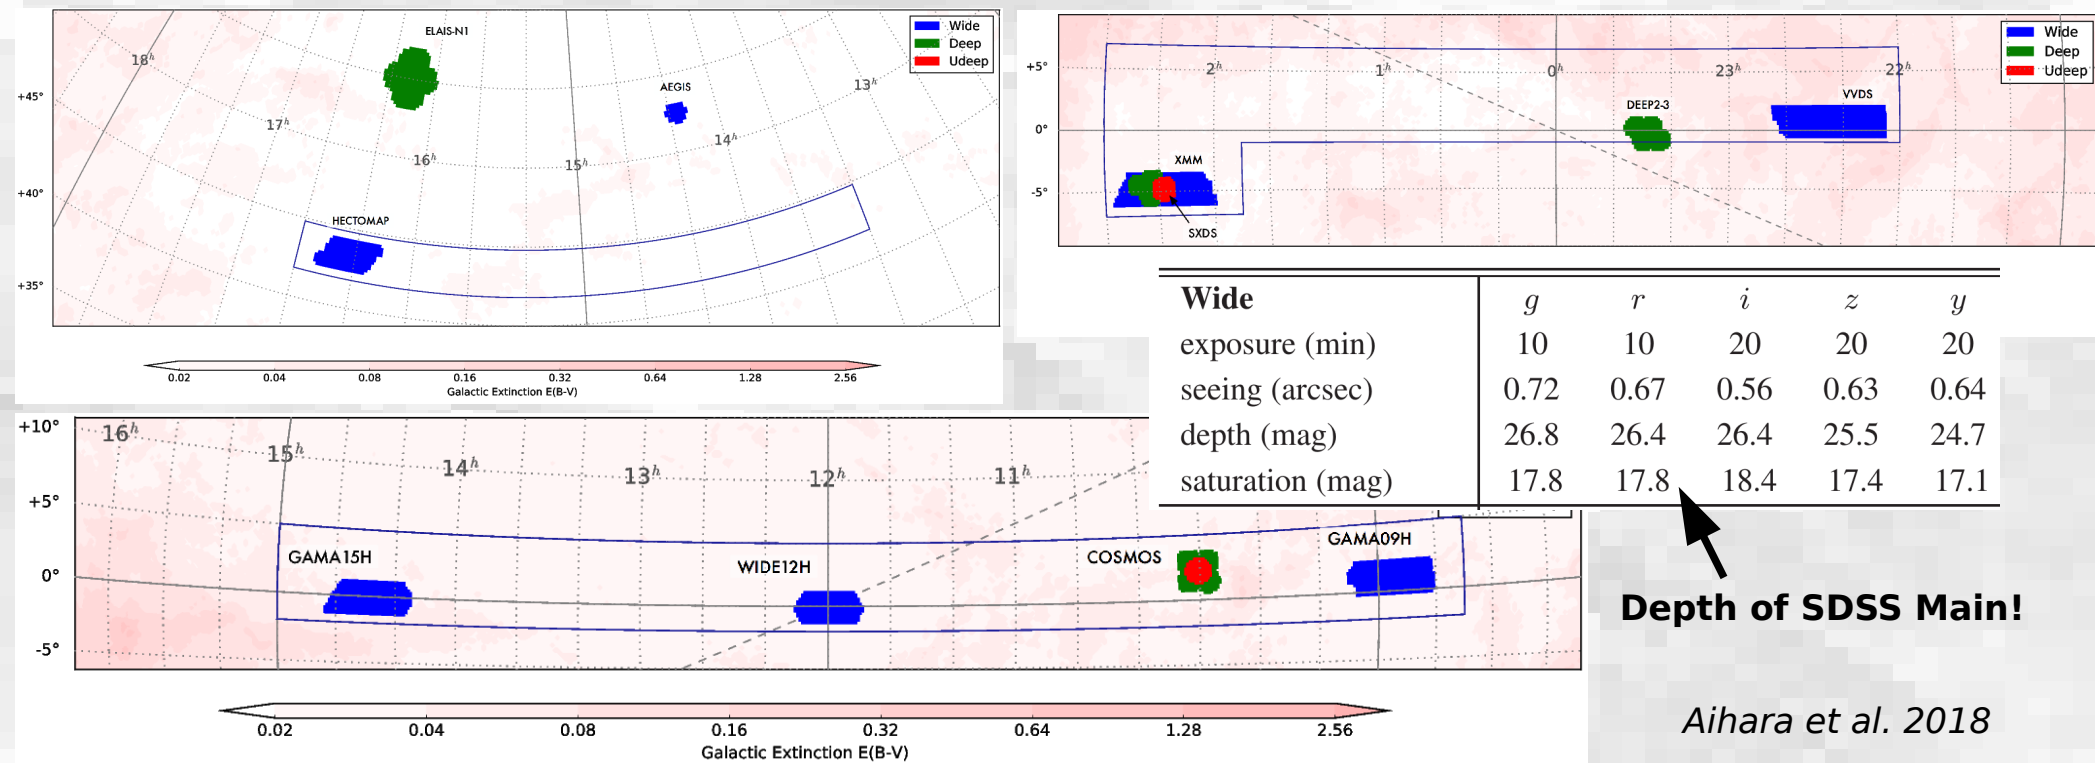 ELAIS-N1
Wide
Deep
Udeep
18h
AEGIS
13h
+45°
17h
14h
16h
15h
+40°
HECTOMAP
+35°
0.02 0.04 0.08 0.16 0.32 0.64 1.28 2.56
Galactic Extinction E(B-V)
Wide
Deep
Udeep
+5°
2h 1h 0h 23h 22h
DEEP2-3
VVDS
0°
XMM
-5°
SXDS
Wide g r i z y
exposure (min) 10 10 20 20 20
seeing (arcsec) 0.72 0.67 0.56 0.63 0.64
depth (mag) 26.8 26.4 26.4 25.5 24.7
saturation (mag) 17.8 17.8 18.4 17.4 17.1
+10°
16h
15h
14h
13h
12h
11h
+5°
GAMA15H
WIDE12H
COSMOS
GAMA09H
0°
-5°
0.02 0.04 0.08 0.16 0.32 0.64 1.28 2.56
Galactic Extinction E(B-V)
Depth of SDSS Main!
Aihara et al. 2018